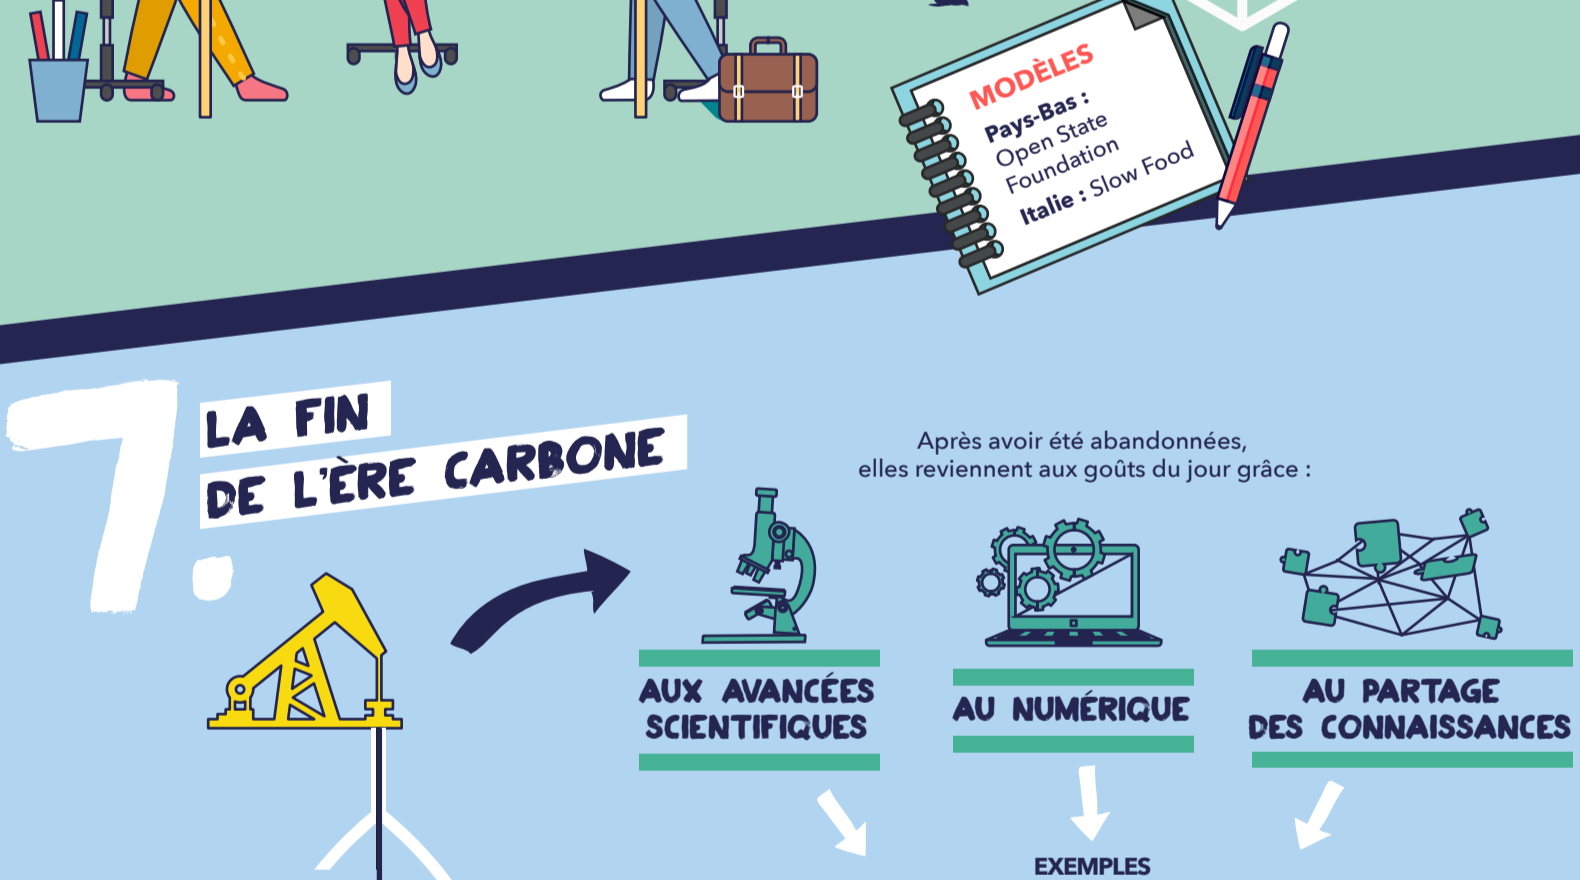 MODÈLES
Pays-Bas :
Open State
Foundation
Italie : Slow Food
7.
LA FIN
DE L'ÈRE CARBONE
Après avoir été abandonnées,
elles reviennent aux goûts du jour grâce :
AUX AVANCÉES
SCIENTIFIQUES
AU NUMÉRIQUE
AU PARTAGE
DES CONNAISSANCES
EXEMPLES